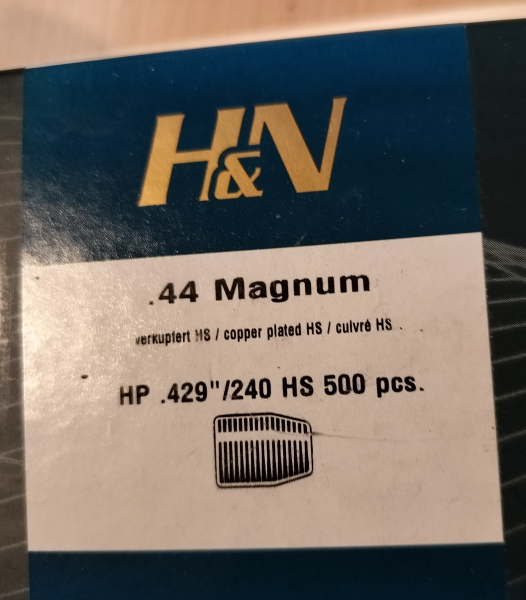 H&N
.44 Magnum
verkupfert HS / copper plated HS / cuivré HS
HP .429"/240 HS 500 pcs.